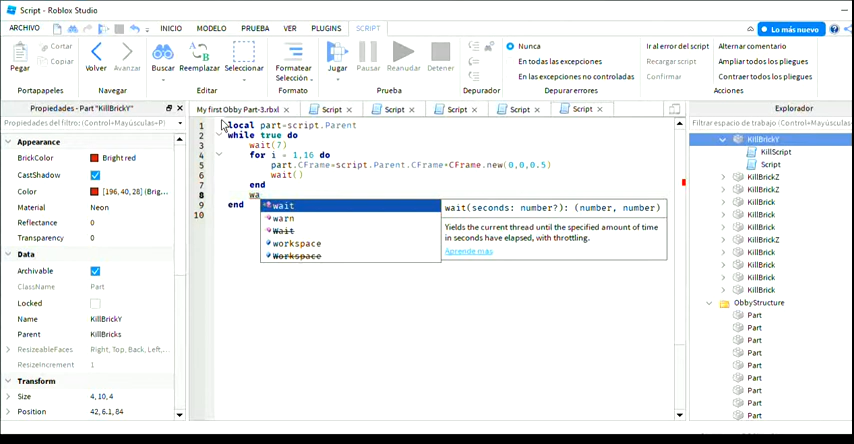 Script - Roblox Studio
ARCHIVO
INICIO MODELO PRUEBA VER PLUGINS SCRIPT
Lo más nuevo
Pegar
Cortar
Copiar
Portapapeles
Volver Avanzar
Navegar
Buscar Reemplazar Seleccionar
Editar
Formatear
Selección
Formato
Jugar Pausar Reanudar Detener
Prueba
Depurador
Nunca
En todas las excepciones
En las excepciones no controladas
Depurar errores
Ir al error del script
Recargar script
Confirmar
Alternar comentario
Ampliar todos los pliegues
Contraer todos los pliegues
Acciones
Propiedades - Part "KillBrickY"
Propiedades del filtro: (Control+Mayúsculas+P)
Appearance
BrickColor Bright red
CastShadow
Color [196, 40, 28] (Brig...
Material Neon
Reflectance 0
Transparency 0
Data
Archivable
ClassName Part
Locked
Name KillBrickY
Parent KillBricks
ResizeableFaces Right, Top, Back, Left,...
ResizeIncrement 1
Transform
Size 4, 10, 4
Position 42, 6.1, 84
My first Obby Part-3.rbxl Script Script Script Script Script
1 local part=script.Parent
2 while true do
3 wait(7)
4 for i = 1,16 do
5 part.CFrame=script.Parent.CFrame*CFrame.new(0,0,0.5)
6 wait()
7 end
8 wa
9 end
10
wait
warn
Wait
workspace
Workspace
wait(seconds: number?): (number, number)
Yields the current thread until the specified amount of
time in seconds have elapsed, with throttling.
Aprende más
Explorador
Filtrar espacio de trabajo (Control+Mayúscul
KillBrickY
KillScript
Script
KillBrickZ
KillBrickZ
KillBrick
KillBrick
KillBrick
KillBrickZ
KillBrick
KillBrick
KillBrick
KillBrick
ObbyStructure
Part
Part
Part
Part
Part
Part
Part
Part
Part